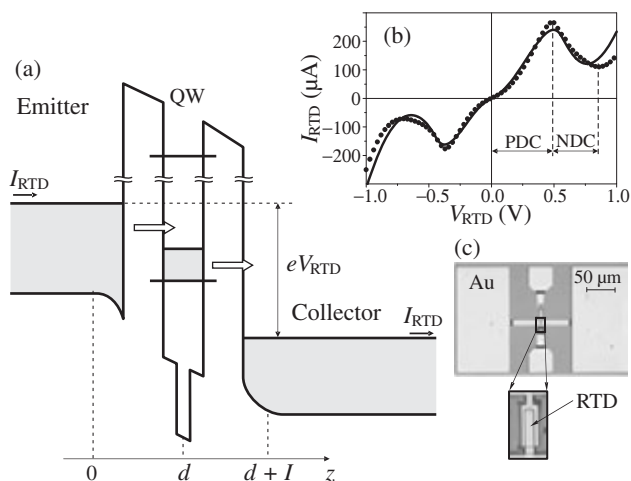 (a)
Emitter
QW
I_RTD
eV_RTD
Collector
I_RTD
0
d
d + I
z
(b)
I_RTD (µA)
200
100
0
−100
−200
PDC
NDC
−1.0
−0.5
0.0
0.5
1.0
V_RTD (V)
(c)
Au
50 µm
RTD